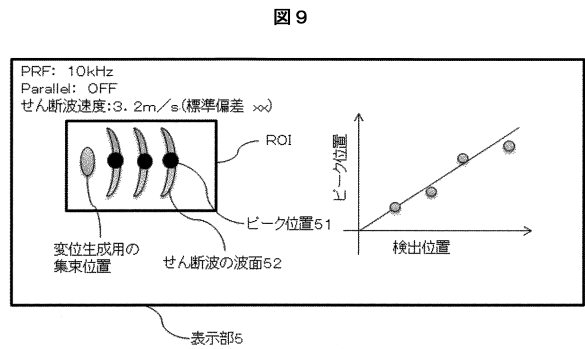 図9
PRF: 10kHz
Parallel: OFF
せん断波速度:3.2m/s(標準偏差 xx)
ROI
ピーク位置51
変位生成用の
集束位置
せん断波の波面52
ピーク位置
検出位置
表示部5